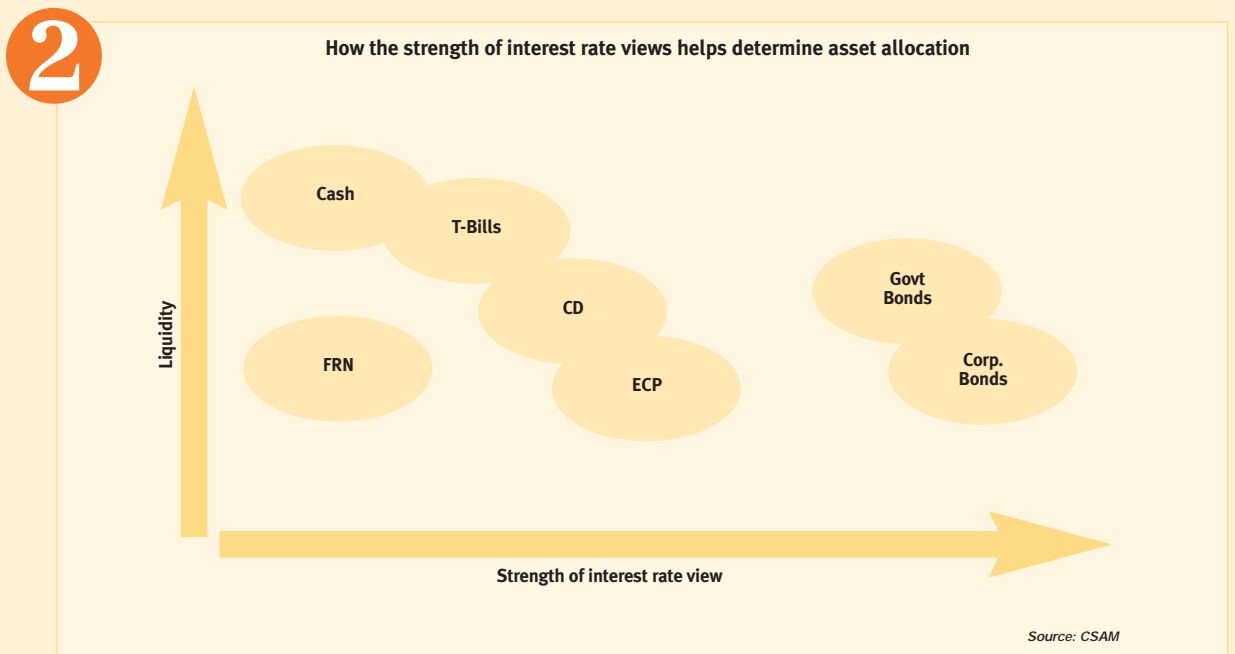 2
How the strength of interest rate views helps determine asset allocation
Cash
T-Bills
CD
ECP
FRN
Govt
Bonds
Corp.
Bonds
Liquidity
Strength of interest rate view
Source: CSAM